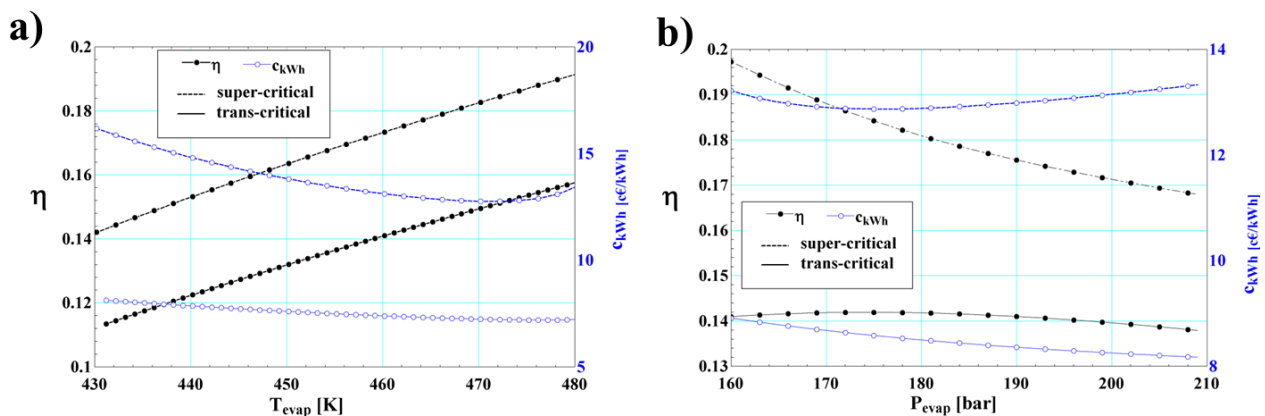 a)
0.2
0.18
0.16
0.14
0.12
0.1
η
η c_kWh
super-critical
trans-critical
20
15
10
5
c_kWh [c€/kWh]
430 440 450 460 470 480
T_evap [K]
b)
0.2
0.19
0.18
0.17
0.16
0.15
0.14
0.13
η
η c_kWh
super-critical
trans-critical
14
12
10
8
c_kWh [c€/kWh]
160 170 180 190 200 210
P_evap [bar]